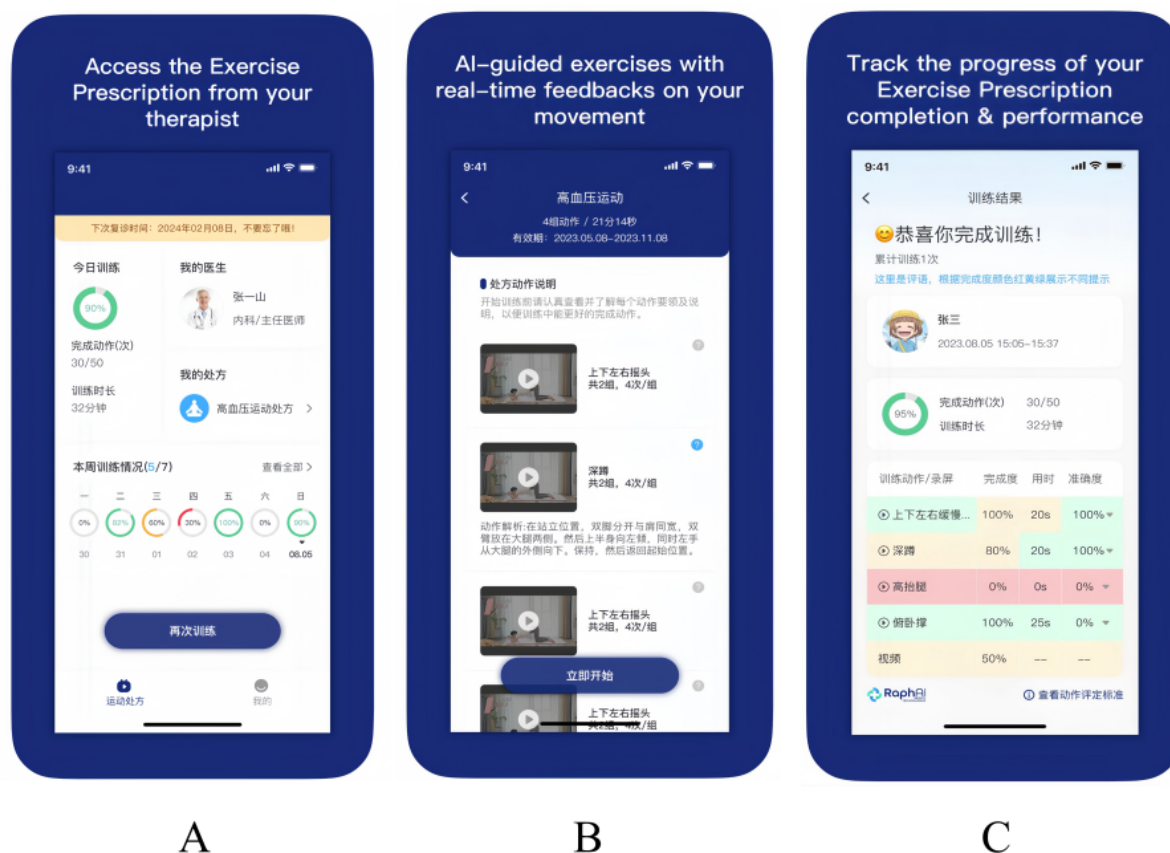 Access the Exercise
Prescription from your
therapist
9:41
下次复诊时间：2024年02月08日，不要忘了哦！
今日训练
90%
完成动作(次)
30/50
训练时长
32分钟
我的医生
张一山
内科/主任医师
我的处方
高血压运动处方 >
本周训练情况(5/7)
查看全部 >
一 二 三 四 五 六 日
0% 82% 60% 30% 100% 0% 90%
30 31 01 02 03 04 08.05
再次训练
运动处方
我的
A
AI-guided exercises with
real-time feedbacks on your
movement
9:41
高血压运动
4组动作 / 21分14秒
有效期：2023.05.08-2023.11.08
处方动作说明
开始训练前请认真查看并了解每个动作要领及说
明，以便训练中能更好的完成动作。
?
上下左右摇头
共2组，4次/组
?
深蹲
共2组，4次/组
动作解析:在站立位置，双脚分开与肩同宽，双
臂放在大腿两侧。然后上半身向左倾，同时左手
从大腿的外侧向下。保持，然后返回起始位置。
?
上下左右摇头
共2组，4次/组
立即开始
?
上下左右摇头
共2组，4次/组
B
Track the progress of your
Exercise Prescription
completion & performance
9:41
训练结果
恭喜你完成训练！
累计训练1次
这里是评语，根据完成度颜色红黄绿展示不同提示
张三
2023.08.05 15:05-15:37
95%
完成动作(次) 30/50
训练时长 32分钟
训练动作/录屏 完成度 用时 准确度
上下左右缓慢... 100% 20s 100%
深蹲 80% 20s 100%
高抬腿 0% 0s 0%
俯卧撑 100% 25s 0%
视频 50% -- --
RaphAI
查看动作评定标准
C